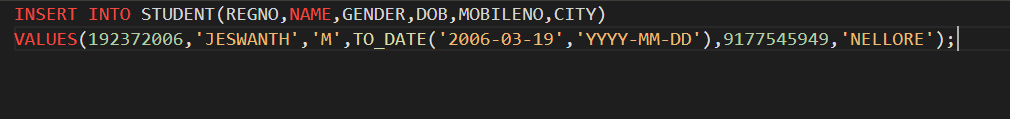 INSERT INTO STUDENT(REGNO,NAME,GENDER,DOB,MOBILENO,CITY)
VALUES(192372006,'JESWANTH','M',TO_DATE('2006-03-19','YYYY-MM-DD'),9177545949,'NELLORE');